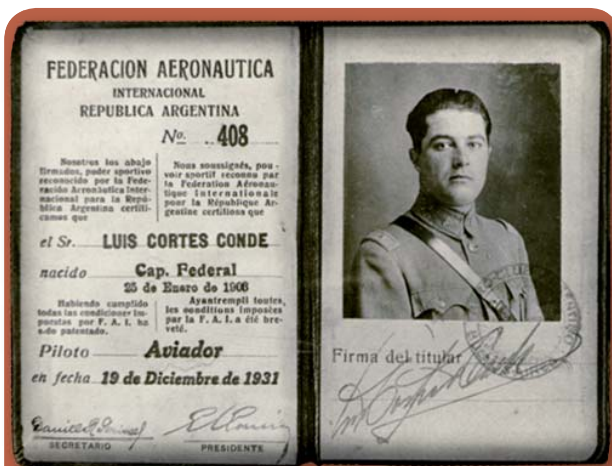 FEDERACION AERONAUTICA
INTERNACIONAL
REPUBLICA ARGENTINA
No. 408
Nosotros los abajo
firmados, poder sportivo
reconocido por la Fede-
ración Aeronáutica Inter-
nacional para la Repú-
blica Argentina certifi-
camos que
Nous soussignés, pou-
voir sportif reconnu par
la Federation Aéronau-
tique Internationale
pour la République Ar-
gentine certifions que
el Sr. LUIS CORTES CONDE
nacido Cap. Federal
25 de Enero de 1906
Habiendo cumplido
todas las condiciones im-
puestas por F. A. I. ha
sido patentado.
Ayantrempli toutes,
les conditions imposées
par la F. A. I. a été bre-
veté.
Piloto Aviador
en fecha 19 de Diciembre de 1931
SECRETARIO
PRESIDENTE
Firma del titular